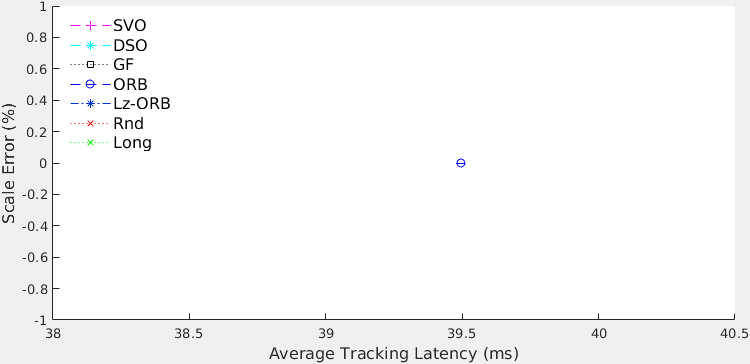 1
0.8
0.6
0.4
0.2
0
-0.2
-0.4
-0.6
-0.8
-1
Scale Error (%)
SVO
DSO
GF
ORB
Lz-ORB
Rnd
Long
38 38.5 39 39.5 40 40.5
Average Tracking Latency (ms)